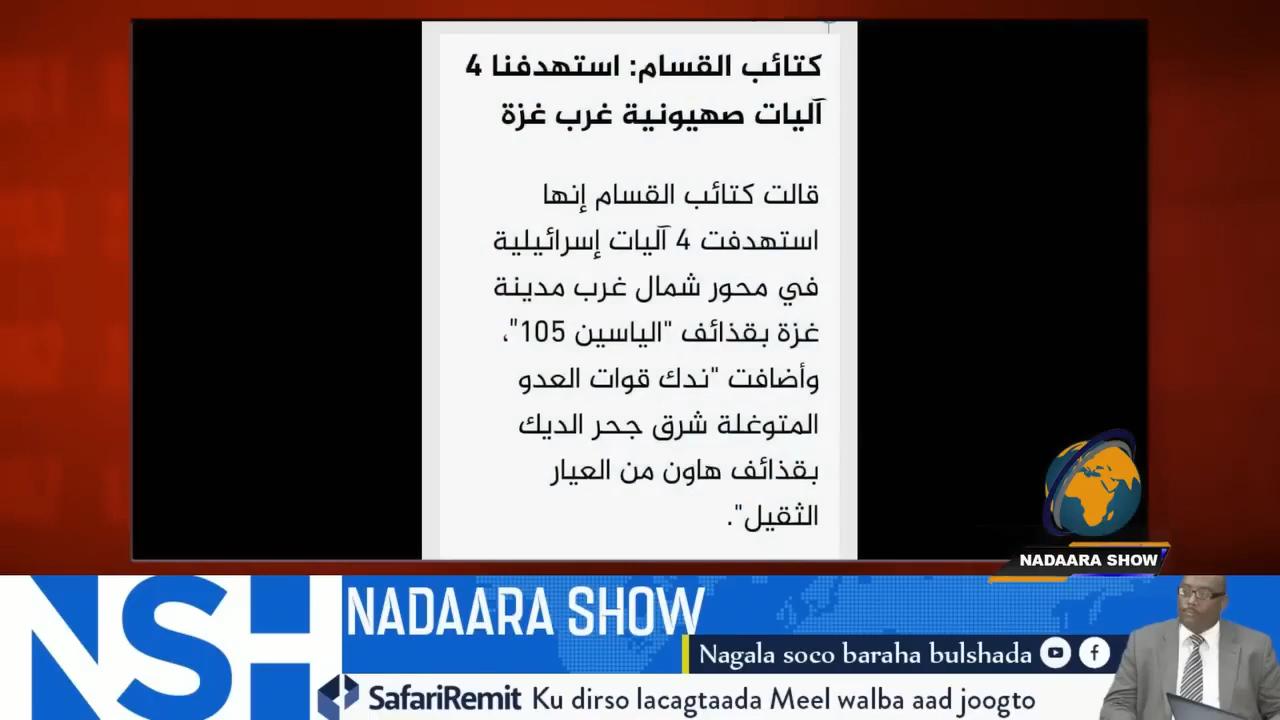 كتائب القسام: استهدفنا 4
آليات صهيونية غرب غزة
قالت كتائب القسام إنها
استهدفت 4 آليات إسرائيلية
في محور شمال غرب مدينة
غزة بقذائف "الياسين 105"،
وأضافت "ندك قوات العدو
المتوغلة شرق جحر الديك
بقذائف هاون من العيار
الثقيل".
NADAARA SHOW
NSH
NADAARA SHOW
Nagala soco baraha bulshada
SafariRemit Ku dirso lacagtaada Meel walba aad joogto